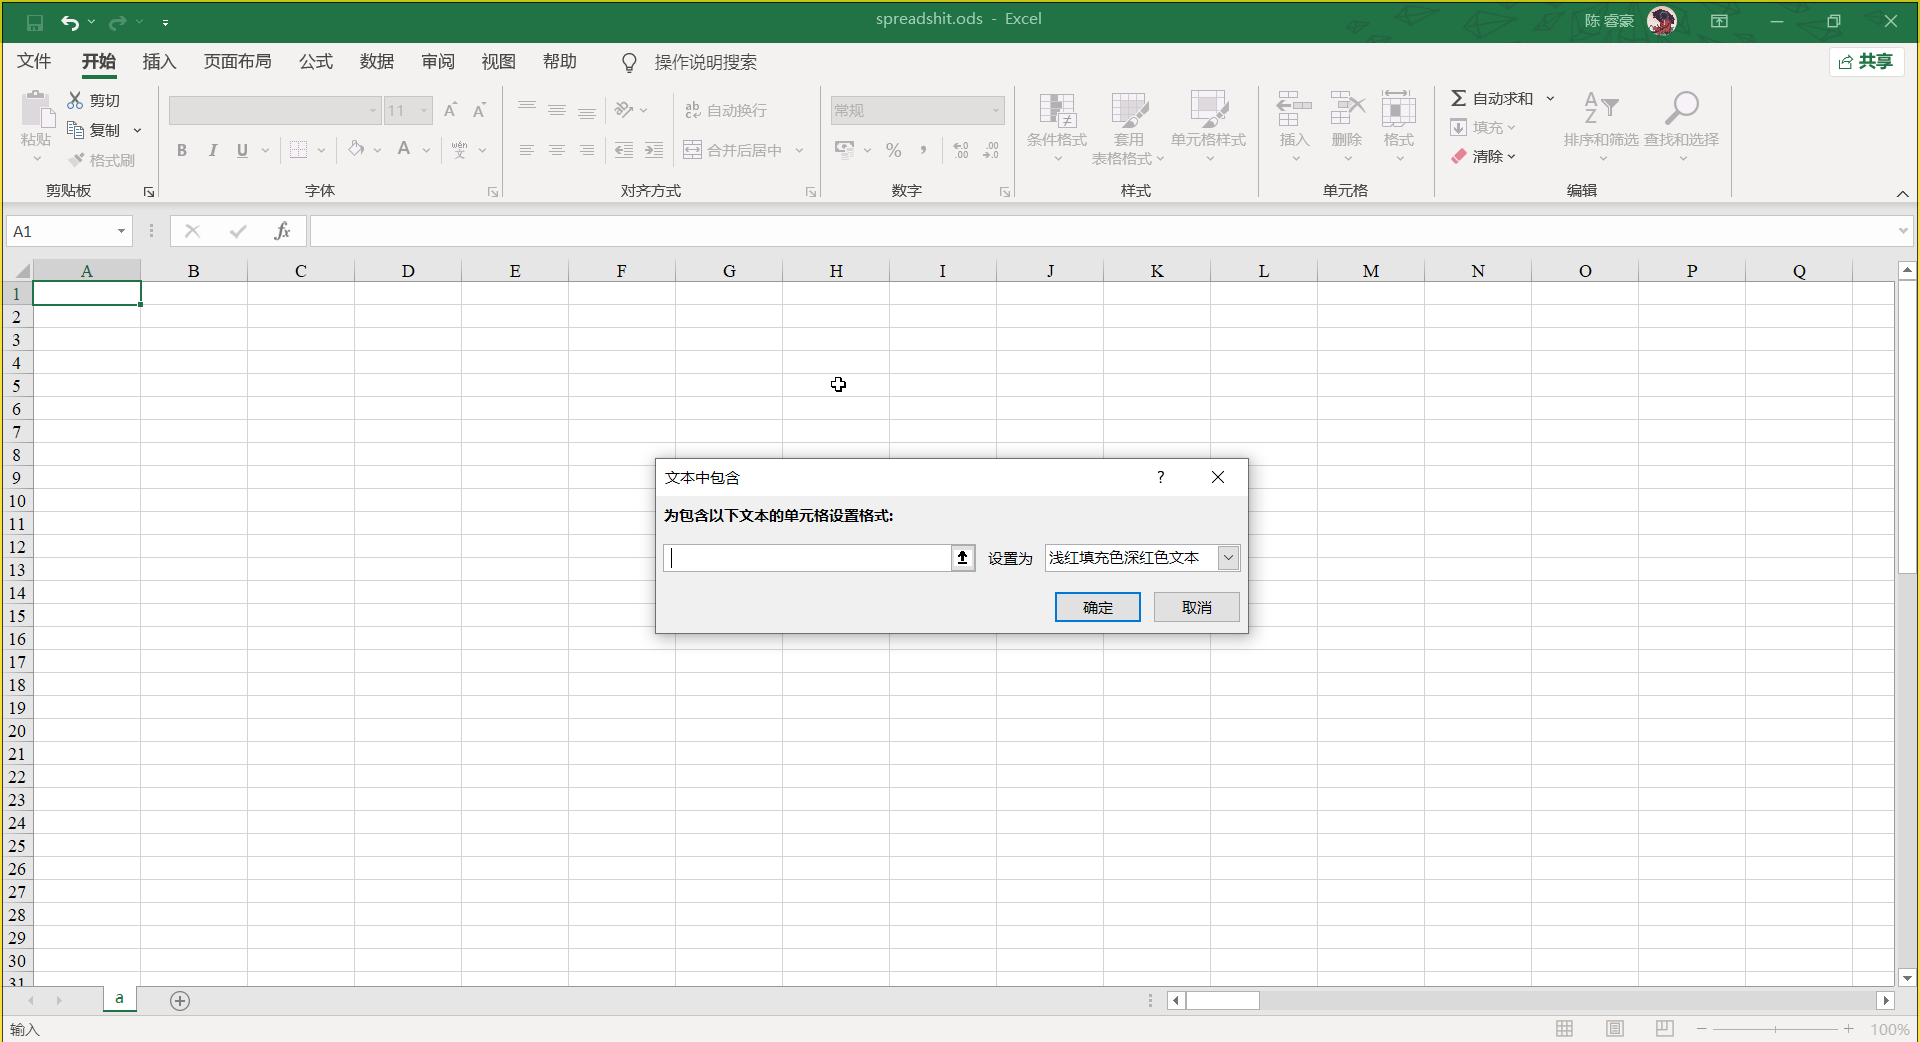 spreadshit.ods - Excel
陈 睿豪
文件 开始 插入 页面布局 公式 数据 审阅 视图 帮助 操作说明搜索 共享
粘贴 剪切 复制 格式刷 剪贴板
11 A A B I U A wén 文 字体
ab 自动换行 合并后居中 对齐方式
常规 % , .00 数字
条件格式 套用 表格格式 单元格样式 样式
插入 删除 格式 单元格
Σ 自动求和 填充 清除 A Z 排序和筛选 查找和选择 编辑
A1 fx
A B C D E F G H I J K L M N O P Q
1
2
3
4
5
6
7
8
9
10
11
12
13
14
15
16
17
18
19
20
21
22
23
24
25
26
27
28
29
30
31
文本中包含 ?
为包含以下文本的单元格设置格式:
设置为 浅红填充色深红色文本
确定 取消
a
输入 100%